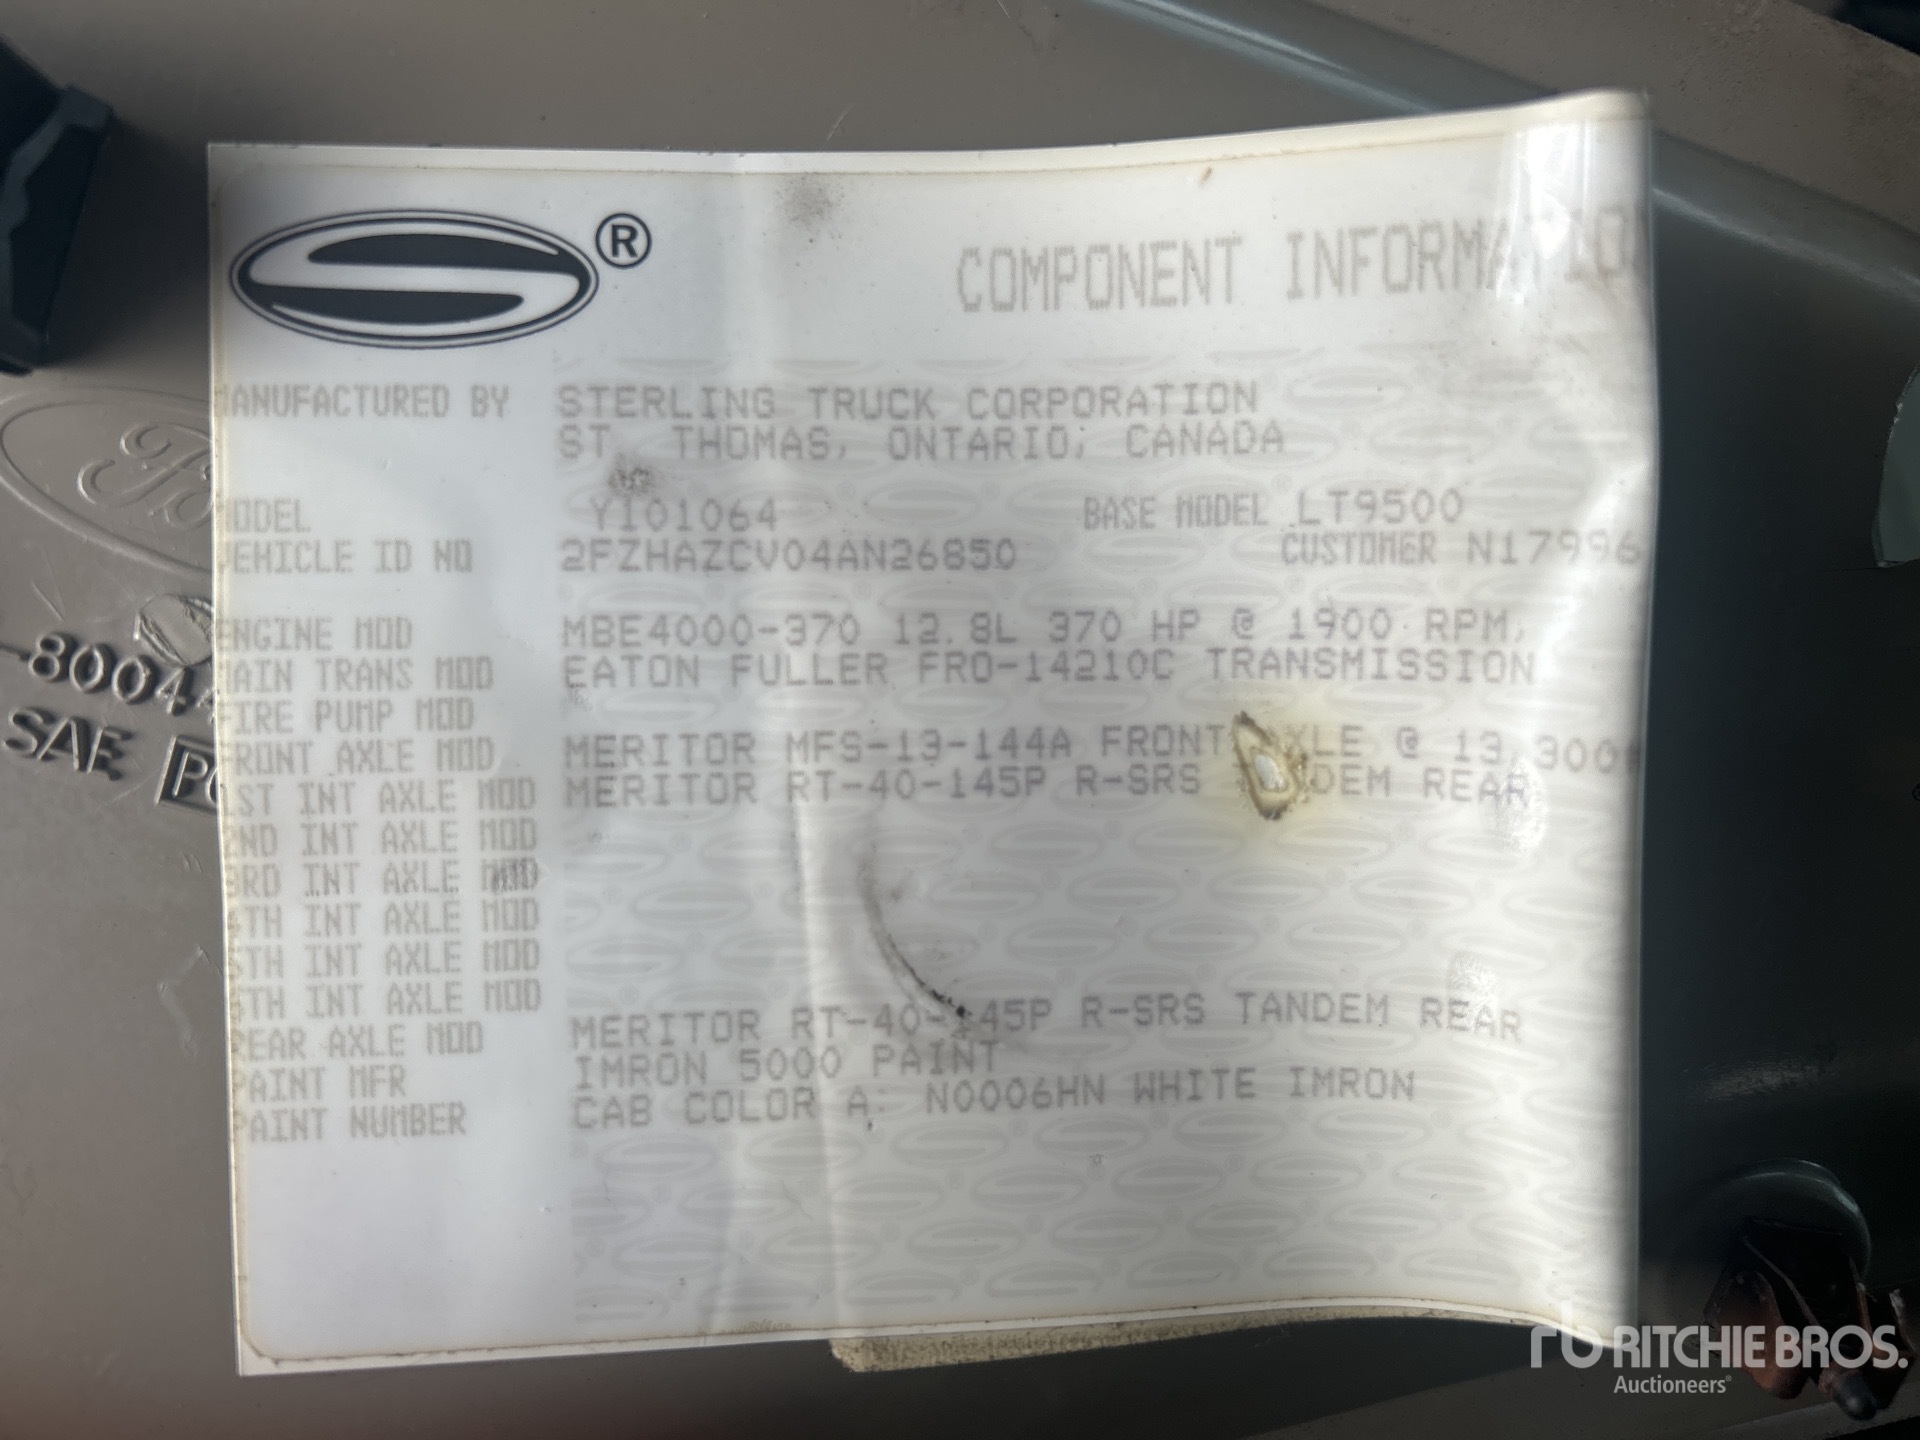 ®
COMPONENT INFORMATIO
MANUFACTURED BY STERLING TRUCK CORPORATION
ST. THOMAS, ONTARIO, CANADA
MODEL Y101064 BASE MODEL LT9500
VEHICLE ID NO 2FZHAZCV04AN26850 CUSTOMER N17996
ENGINE MOD MBE4000-370 12.8L 370 HP @ 1900 RPM,
MAIN TRANS MOD EATON FULLER FRO-14210C TRANSMISSION
FIRE PUMP MOD
FRONT AXLE MOD MERITOR MFS-13-144A FRONT AXLE @ 13,300
1ST INT AXLE MOD MERITOR RT-40-145P R-SRS TANDEM REAR
2ND INT AXLE MOD
3RD INT AXLE MOD
4TH INT AXLE MOD
5TH INT AXLE MOD
6TH INT AXLE MOD
REAR AXLE MOD MERITOR RT-40-145P R-SRS TANDEM REAR
PAINT MFR IMRON 5000 PAINT
PAINT NUMBER CAB COLOR A: N0006HN WHITE IMRON
8004
SAE
rb RITCHIE BROS.
Auctioneers®